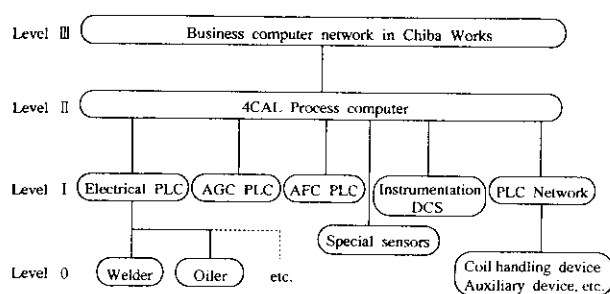 Level Ⅲ Business computer network in Chiba Works
Level Ⅱ 4CAL Process computer
Level Ⅰ Electrical PLC AGC PLC AFC PLC Instrumentation DCS PLC Network
Special sensors
Level 0 Welder Oiler etc. Coil handling device
Auxiliary device, etc.